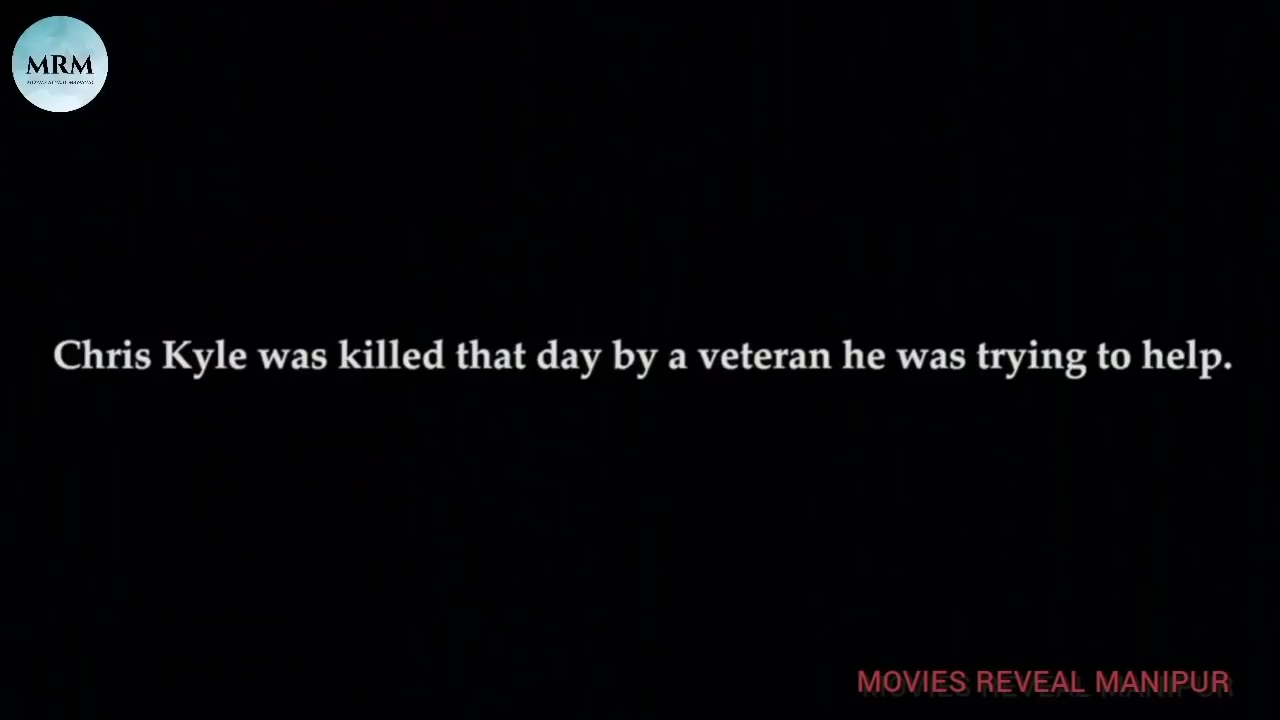 MRM
Chris Kyle was killed that day by a veteran he was trying to help.
MOVIES REVEAL MANIPUR